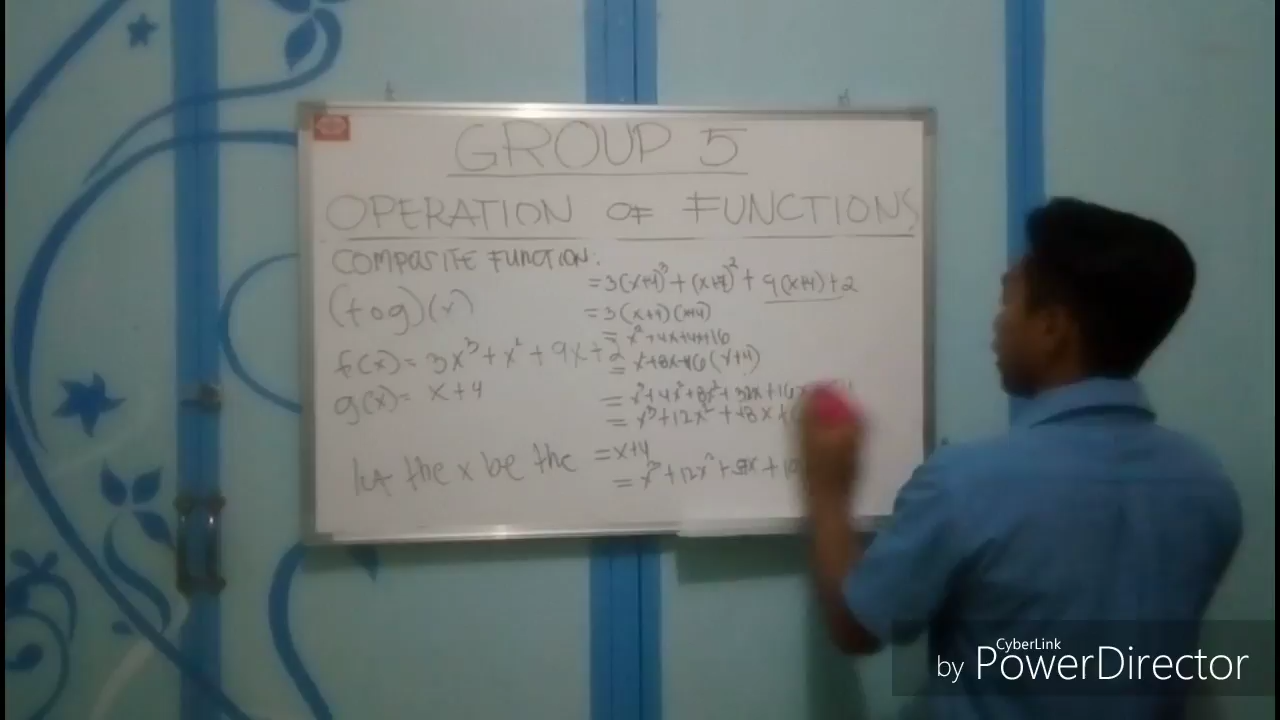 GROUP 5
OPERATION OF FUNCTIONS
COMPOSITE FUNCTION:
(fog)(x)
f(x) = 3x³ + x² + 9x + 2
g(x) = x + 4
let the x be the = x+4
= 3(x+4)³ + (x+4)² + 9(x+4) + 2
= 3(x+4)(x+4)
= x² + 4x + 4x + 16
= x² + 8x + 16 (x+4)
= x³ + 4x² + 8x² + 32x + 16x
= x³ + 12x² + 48x +
= x³ + 12x² +
CyberLink
by PowerDirector